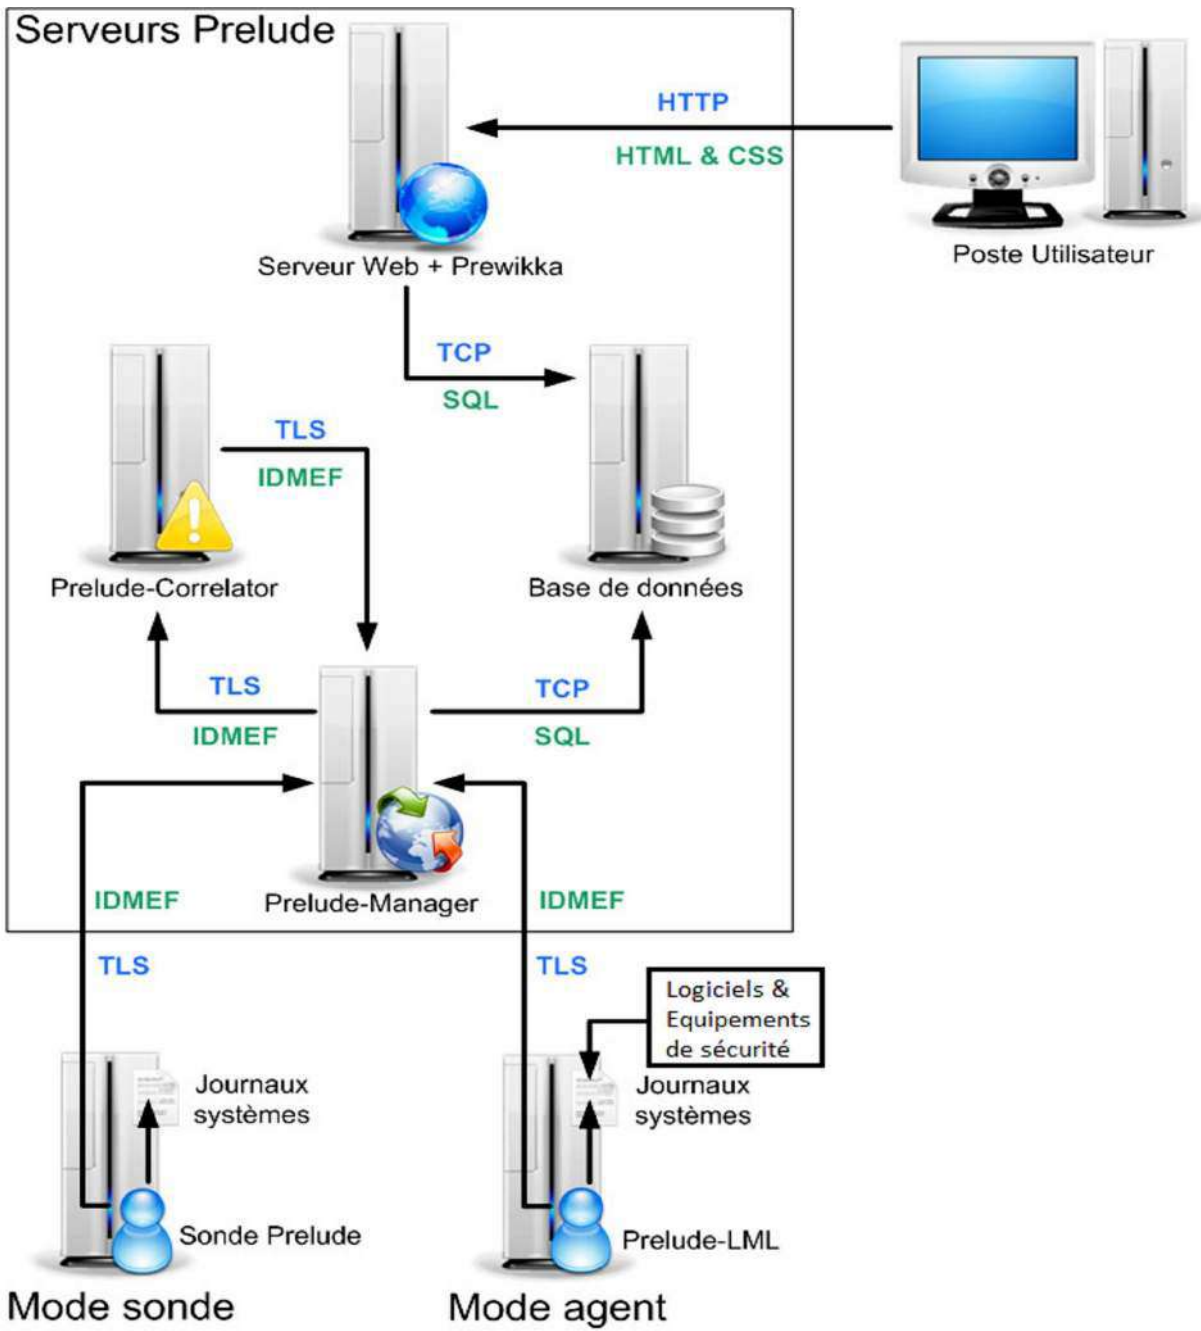 Serveurs Prelude
HTTP
HTML & CSS
Poste Utilisateur
Serveur Web + Prewikka
TCP
SQL
TLS
IDMEF
Prelude-Correlator
Base de données
TLS
IDMEF
TCP
SQL
IDMEF
Prelude-Manager
IDMEF
TLS
TLS
Logiciels &
Equipements
de sécurité
Journaux
systèmes
Journaux
systèmes
Sonde Prelude
Prelude-LML
Mode sonde
Mode agent